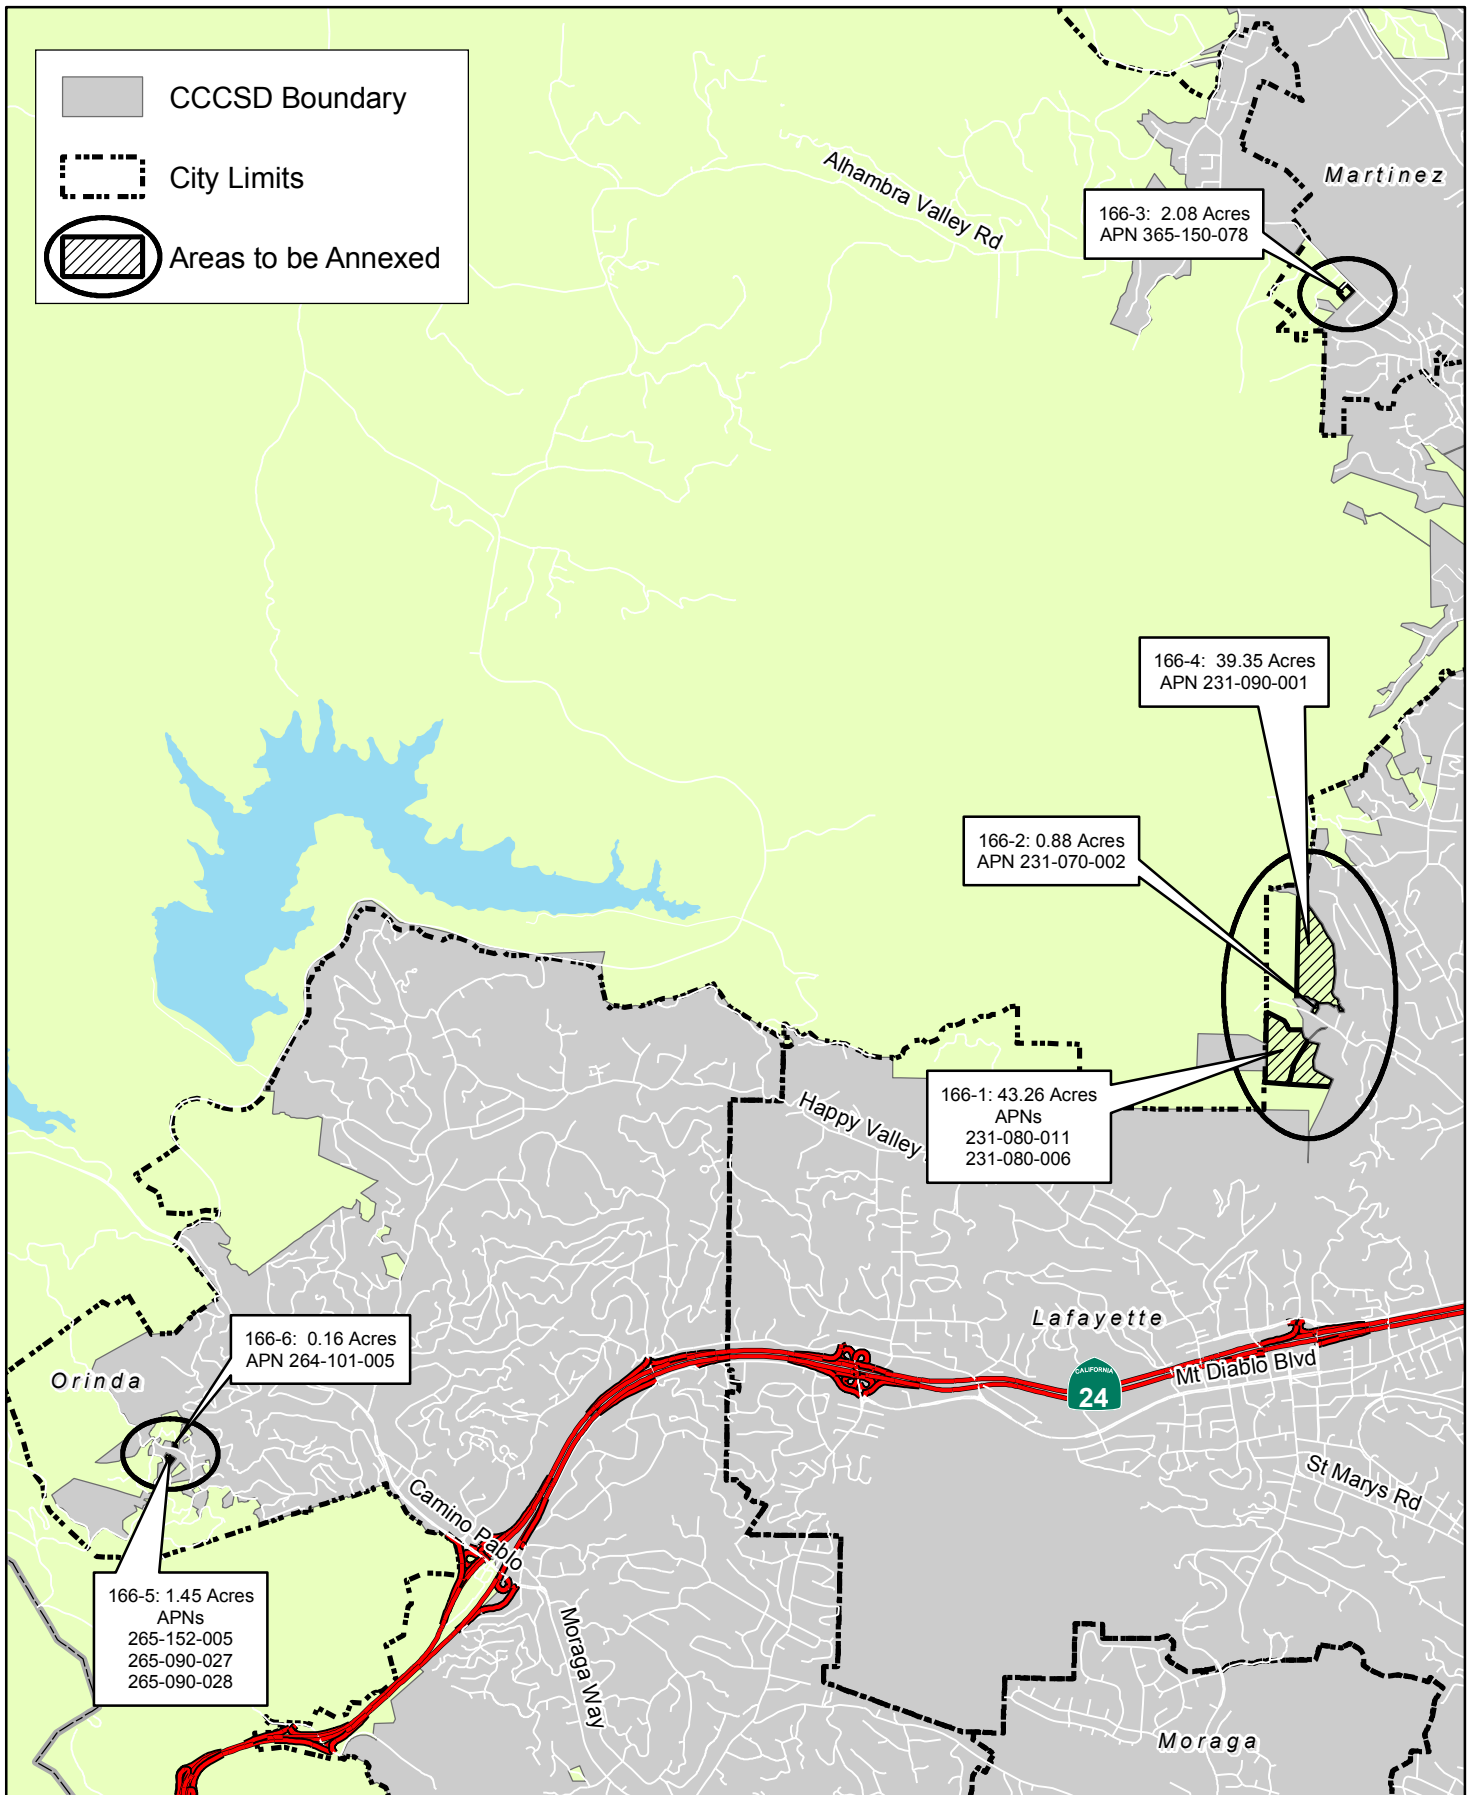 CCCSD Boundary
City Limits
Areas to be Annexed
Alhambra Valley Rd
Martinez
166-3: 2.08 Acres
APN 365-150-078
166-4: 39.35 Acres
APN 231-090-001
166-2: 0.88 Acres
APN 231-070-002
166-1: 43.26 Acres
APNs
231-080-011
231-080-006
Happy Valley
Lafayette
CALIFORNIA
24
Mt Diablo Blvd
166-6: 0.16 Acres
APN 264-101-005
Orinda
St Marys Rd
Camino Pablo
166-5: 1.45 Acres
APNs
265-152-005
265-090-027
265-090-028
Moraga Way
Moraga